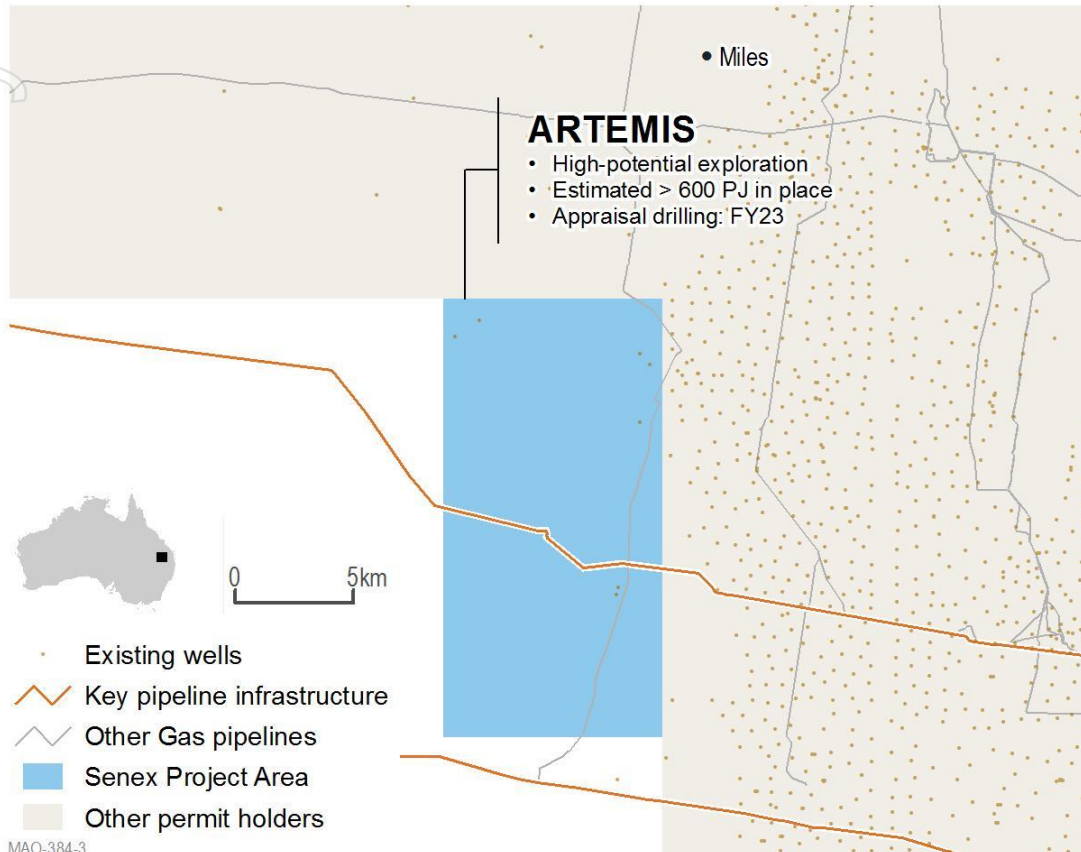 Miles
ARTEMIS
• High-potential exploration
• Estimated > 600 PJ in place
• Appraisal drilling: FY23
0 5km
Existing wells
Key pipeline infrastructure
Other Gas pipelines
Senex Project Area
Other permit holders
MAO-384-3